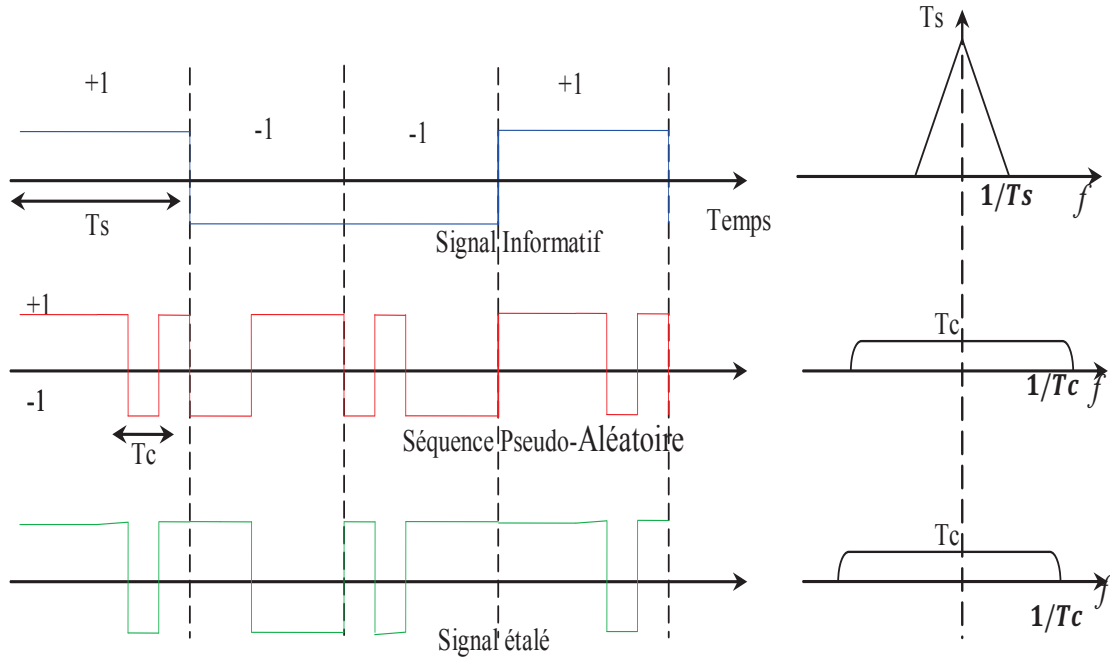 Ts
+1
+1
-1
-1
Ts
1/Ts
f
Temps
Signal Informatif
+1
Tc
-1
1/Tc
f
Tc
Séquence Pseudo-Aléatoire
Tc
f
1/Tc
Signal étalé